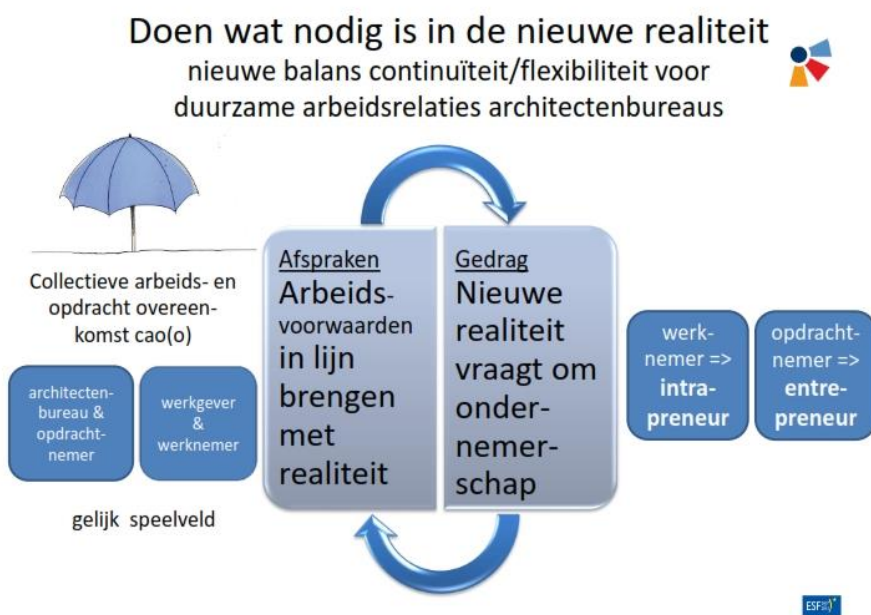 Doen wat nodig is in de nieuwe realiteit
nieuwe balans continuïteit/flexibiliteit voor
duurzame arbeidsrelaties architectenbureaus
Collectieve arbeids- en
opdracht overeen-
komst cao(o)
architecten-
bureau &
opdracht-
nemer
werkgever
&
werknemer
gelijk speelveld
Afspraken
Arbeids-
voorwaarden
in lijn
brengen
met
realiteit
Gedrag
Nieuwe
realiteit
vraagt om
onder-
nemer-
schap
werk-
nemer =>
intra-
preneur
opdracht-
nemer =>
entre-
preneur
ESF